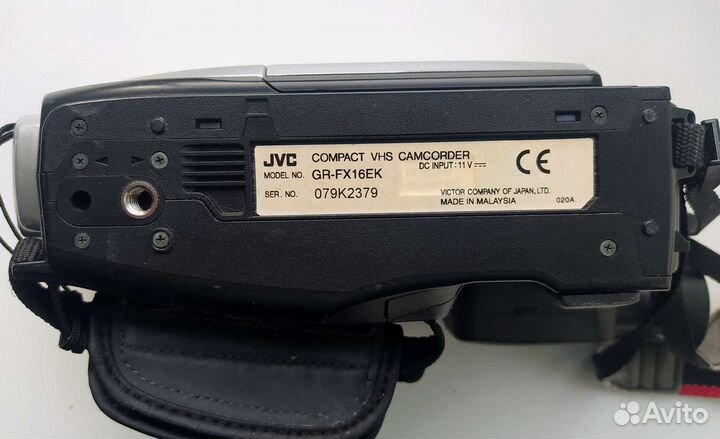 JVC COMPACT VHS CAMCORDER
DC INPUT: 11 V
MODEL NO. GR-FX16EK
SER. NO. 079K2379
CE
VICTOR COMPANY OF JAPAN, LTD.
MADE IN MALAYSIA 020A
Avito